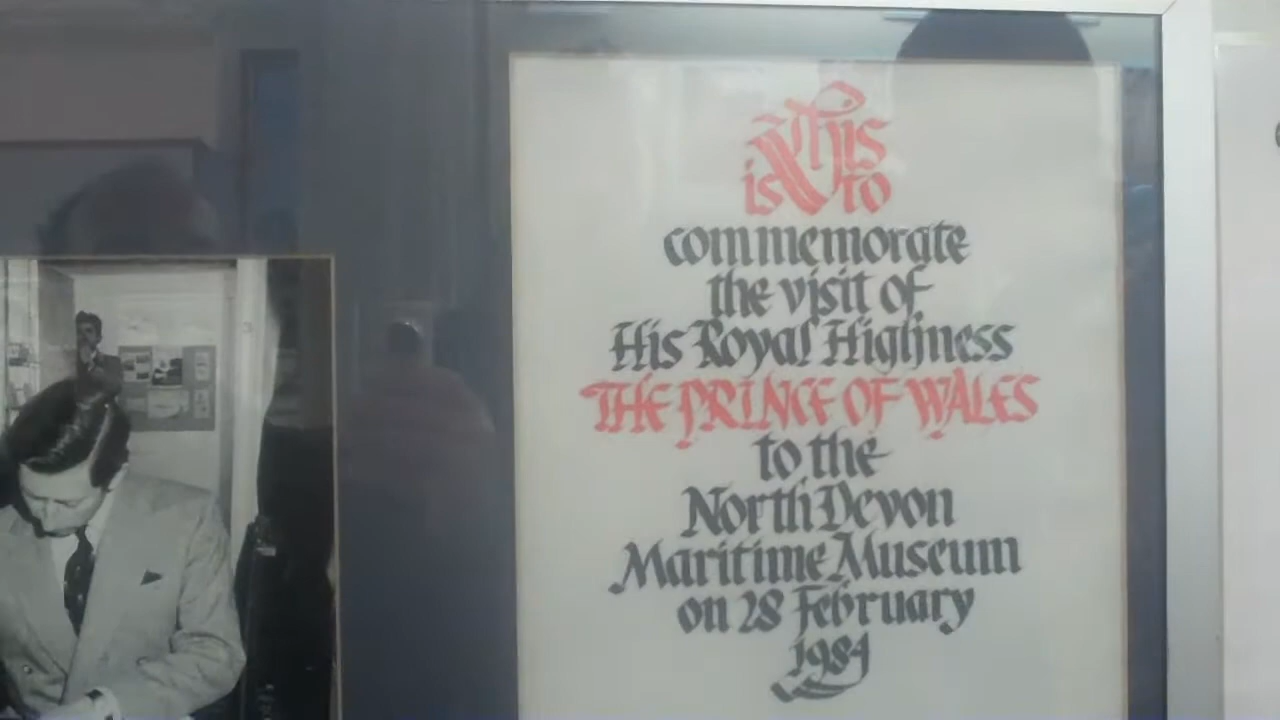 This
is to
commemorate
the visit of
His Royal Highness
THE PRINCE OF WALES
to the
North Devon
Maritime Museum
on 28 February
1984